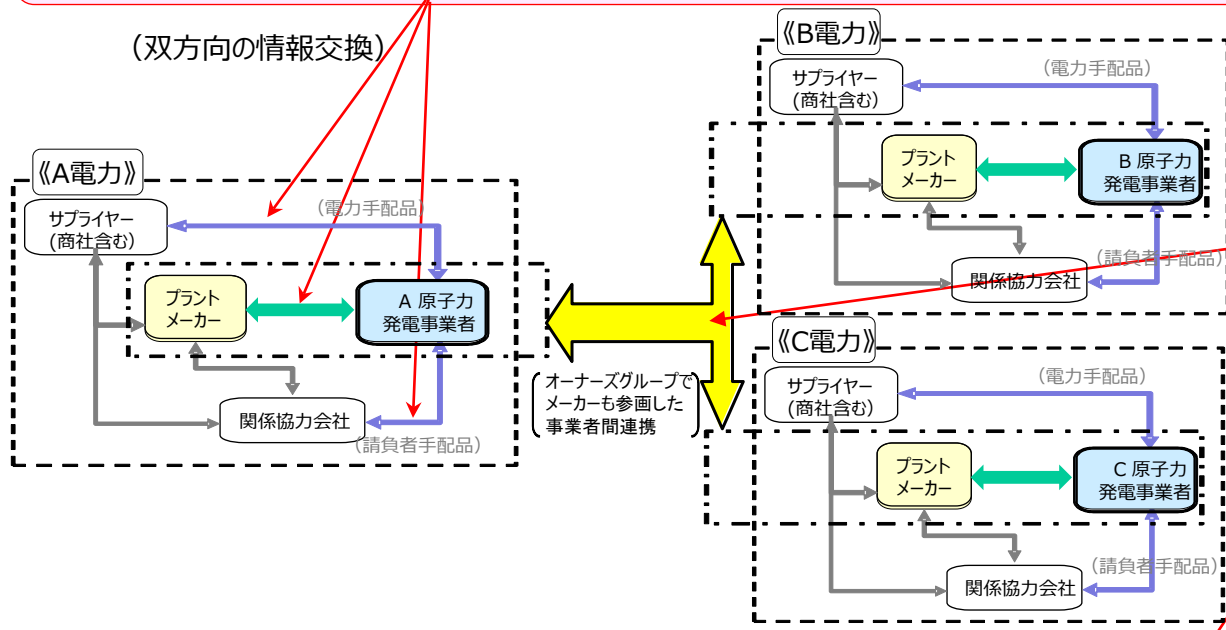 (双方向の情報交換)
《A電力》
サプライヤー
(商社含む)
(電力手配品)
プラント
メーカー
A 原子力
発電事業者
関係協力会社
(請負者手配品)
オーナーズグループで
メーカーも参画した
事業者間連携
《B電力》
サプライヤー
(商社含む)
(電力手配品)
プラント
メーカー
B 原子力
発電事業者
(請負者手配品)
関係協力会社
《C電力》
サプライヤー
(商社含む)
(電力手配品)
プラント
メーカー
C 原子力
発電事業者
(請負者手配品)
関係協力会社